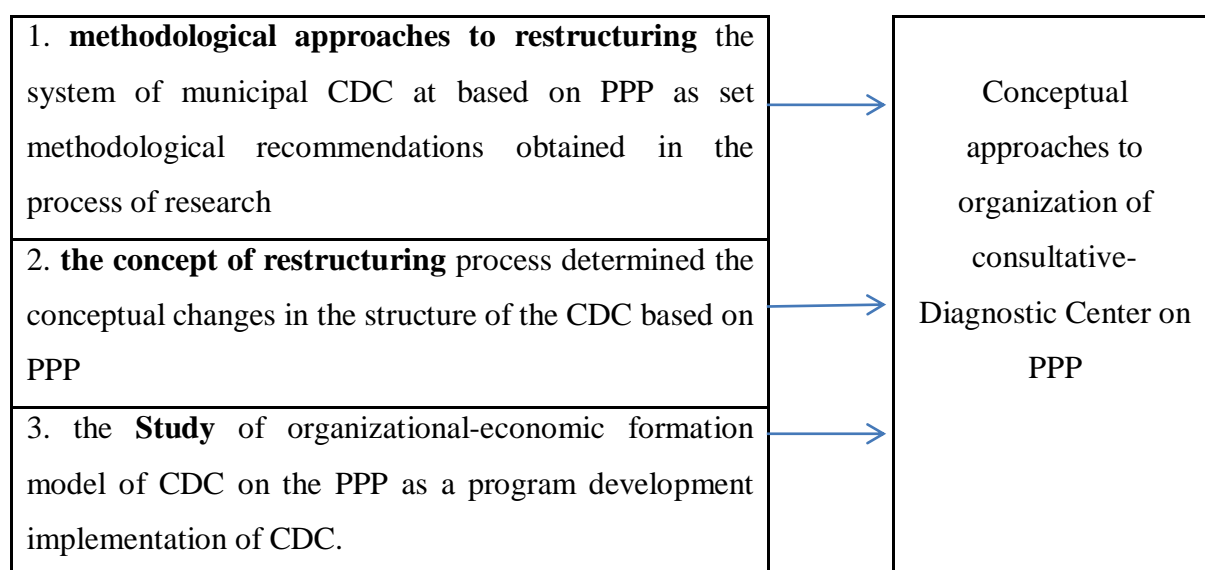 1. methodological approaches to restructuring the
system of municipal CDC at based on PPP as set
methodological recommendations obtained in the
process of research
2. the concept of restructuring process determined the
conceptual changes in the structure of the CDC based on
PPP
3. the Study of organizational-economic formation
model of CDC on the PPP as a program development
implementation of CDC.
Conceptual
approaches to
organization of
consultative-
Diagnostic Center on
PPP